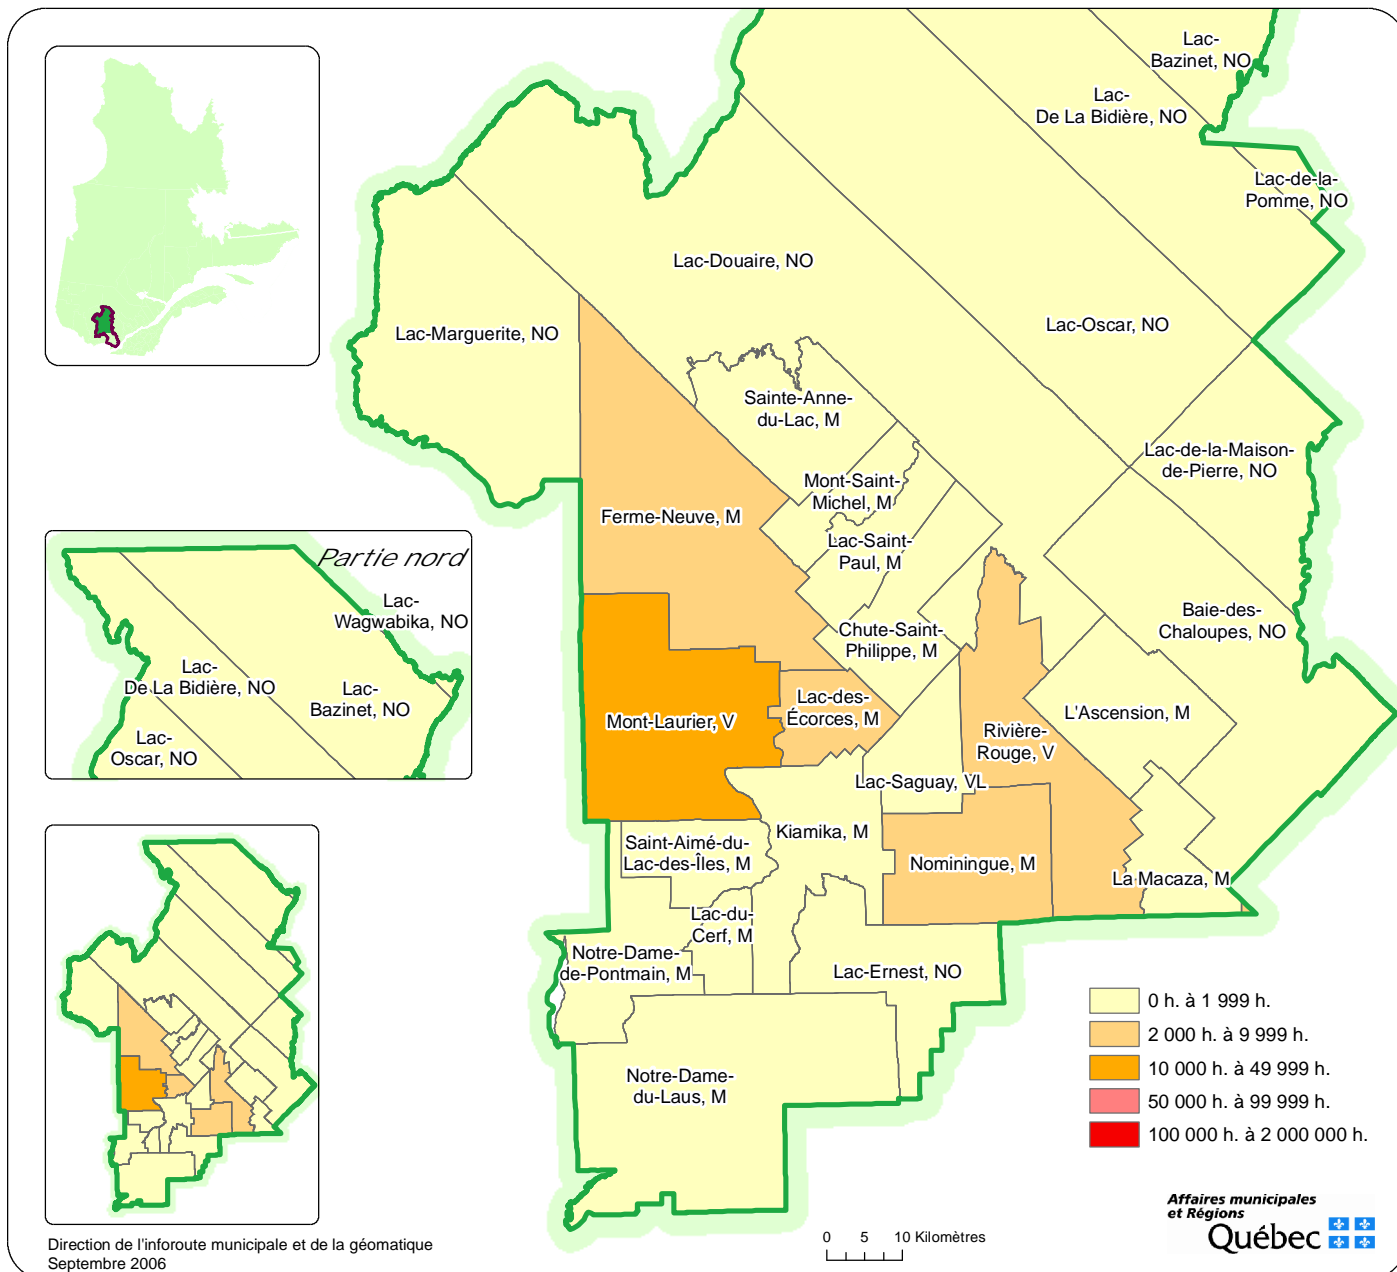 Lac-
Bazinet, NO
Lac-
De La Bidière, NO
Lac-de-la-
Pomme, NO
Lac-Douaire, NO
Lac-Oscar, NO
Lac-Marguerite, NO
Sainte-Anne-
du-Lac, M
Lac-de-la-Maison-
de-Pierre, NO
Mont-Saint-
Michel, M
Ferme-Neuve, M
Lac-Saint-
Paul, M
Baie-des-
Chaloupes, NO
Chute-Saint-
Philippe, M
Lac-des-
Écorces, M
Mont-Laurier, V
L'Ascension, M
Rivière-
Rouge, V
Lac-Saguay, VL
Kiamika, M
Saint-Aimé-du-
Lac-des-Îles, M
Nominingue, M
La Macaza, M
Lac-du-
Cerf, M
Notre-Dame-
de-Pontmain, M
Lac-Ernest, NO
Notre-Dame-
du-Laus, M
Partie nord
Lac-
Wagwabika, NO
Lac-
De La Bidière, NO
Lac-
Bazinet, NO
Lac-
Oscar, NO
0 h. à 1 999 h.
2 000 h. à 9 999 h.
10 000 h. à 49 999 h.
50 000 h. à 99 999 h.
100 000 h. à 2 000 000 h.
Affaires municipales
et Régions
Québec
0 5 10 Kilomètres
Direction de l'inforoute municipale et de la géomatique
Septembre 2006